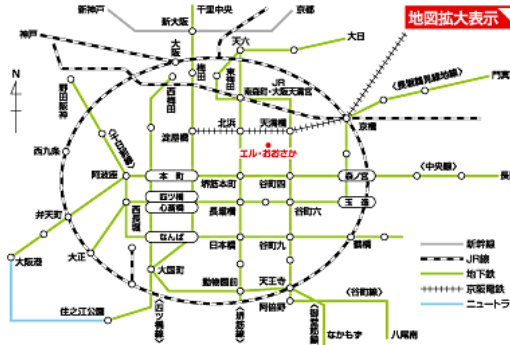 地図拡大表示
新神戸
千里中央
京都
新大阪
神戸
大阪
天六
大日
梅田
西梅田
東梅田
JR
南森町・大阪天満宮
〈長堀鶴見緑地線〉
門真
N
野田阪神
淀屋橋
北浜
天満橋
京橋
エル・おおさか
西九条
〈千日前線〉
阿波座
本町
堺筋本町
谷町四
森ノ宮
〈中央線〉
長
四ツ橋
心斎橋
西長堀
長堀橋
谷町六
玉造
弁天町
なんば
日本橋
谷町九
鶴橋
大阪港
大正
大国町
動物園前
天王寺
住之江公園
阿倍野
〈谷町線〉
〈四ツ橋線〉
〈堺筋線〉
〈御堂筋線〉
なかもず
八尾南
新幹線
JR線
地下鉄
京阪電鉄
ニュートラ